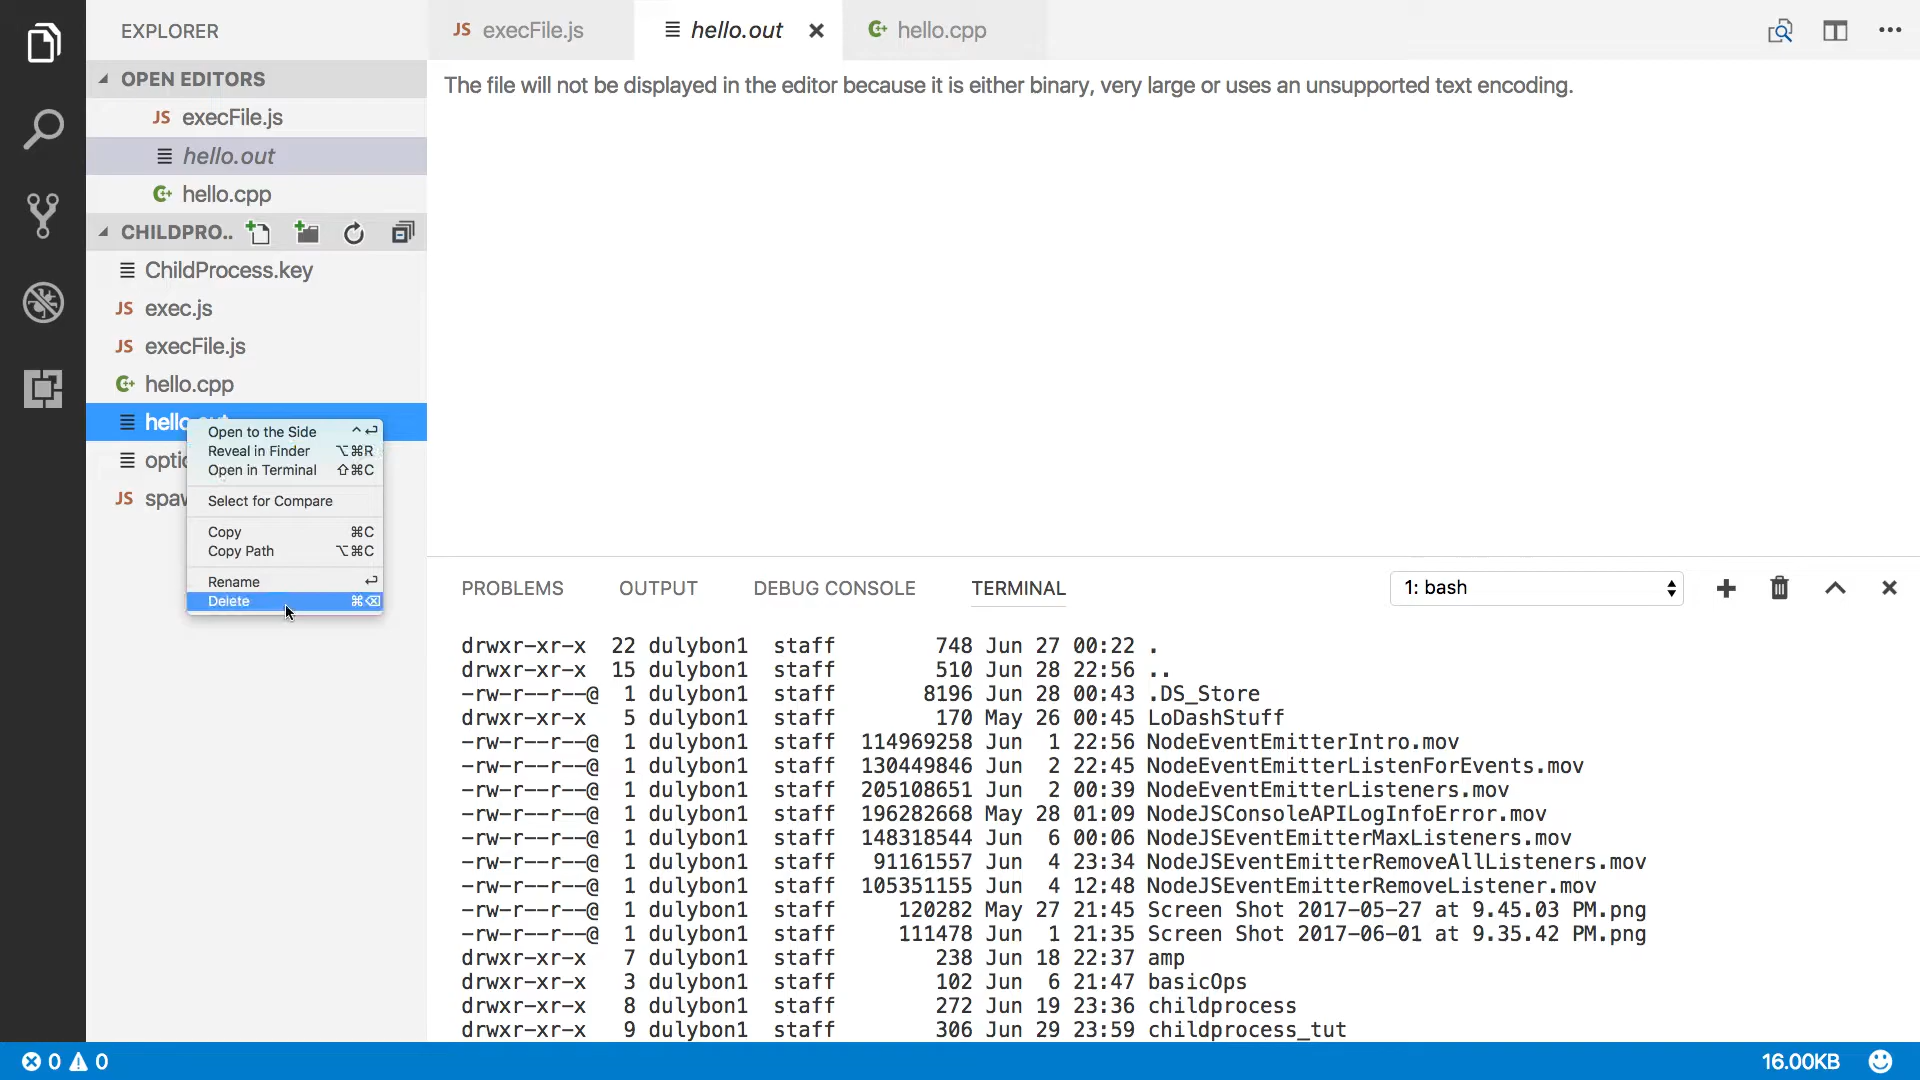 EXPLORER
OPEN EDITORS
JS execFile.js
hello.out
C+ hello.cpp
CHILDPRO..
ChildProcess.key
JS exec.js
JS execFile.js
C+ hello.cpp
JS
Open to the Side ^↩
Reveal in Finder ⌥⌘R
Open in Terminal ⇧⌘C
Select for Compare
Copy ⌘C
Copy Path ⌥⌘C
Rename ↩
Delete ⌘⌫
JS execFile.js
hello.out
C+ hello.cpp
The file will not be displayed in the editor because it is either binary, very large or uses an unsupported text encoding.
PROBLEMS OUTPUT DEBUG CONSOLE TERMINAL 1: bash
drwxr-xr-x 22 dulybon1 staff 748 Jun 27 00:22 .
drwxr-xr-x 15 dulybon1 staff 510 Jun 28 22:56 ..
-rw-r--r--@ 1 dulybon1 staff 8196 Jun 28 00:43 .DS_Store
drwxr-xr-x 5 dulybon1 staff 170 May 26 00:45 LoDashStuff
-rw-r--r--@ 1 dulybon1 staff 114969258 Jun 1 22:56 NodeEventEmitterIntro.mov
-rw-r--r--@ 1 dulybon1 staff 130449846 Jun 2 22:45 NodeEventEmitterListenForEvents.mov
-rw-r--r--@ 1 dulybon1 staff 205108651 Jun 2 00:39 NodeEventEmitterListeners.mov
-rw-r--r--@ 1 dulybon1 staff 196282668 May 28 01:09 NodeJSConsoleAPILogInfoError.mov
-rw-r--r--@ 1 dulybon1 staff 148318544 Jun 6 00:06 NodeJSEventEmitterMaxListeners.mov
-rw-r--r--@ 1 dulybon1 staff 91161557 Jun 4 23:34 NodeJSEventEmitterRemoveAllListeners.mov
-rw-r--r--@ 1 dulybon1 staff 105351155 Jun 4 12:48 NodeJSEventEmitterRemoveListener.mov
-rw-r--r--@ 1 dulybon1 staff 120282 May 27 21:45 Screen Shot 2017-05-27 at 9.45.03 PM.png
-rw-r--r--@ 1 dulybon1 staff 111478 Jun 1 21:35 Screen Shot 2017-06-01 at 9.35.42 PM.png
drwxr-xr-x 7 dulybon1 staff 238 Jun 18 22:37 amp
drwxr-xr-x 3 dulybon1 staff 102 Jun 6 21:47 basicOps
drwxr-xr-x 8 dulybon1 staff 272 Jun 19 23:36 childprocess
drwxr-xr-x 9 dulybon1 staff 306 Jun 29 23:59 childprocess_tut
0 0 16.00KB